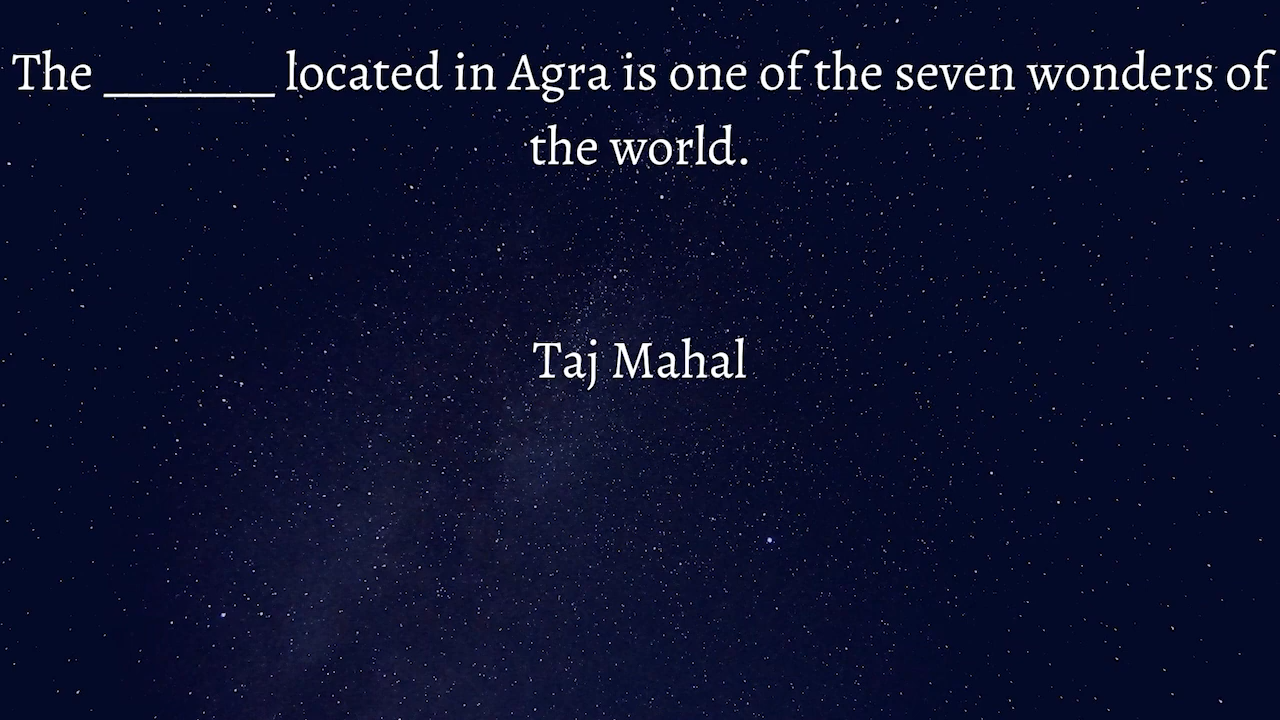 The _______ located in Agra is one of the seven wonders of
the world.
Taj Mahal